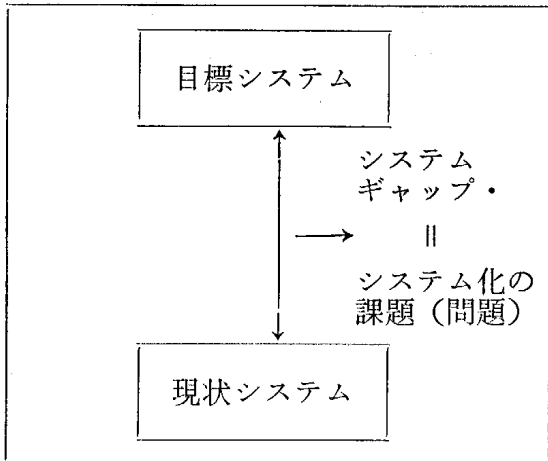 目標システム
システム
ギャップ・
॥
システム化の
課題（問題）
現状システム